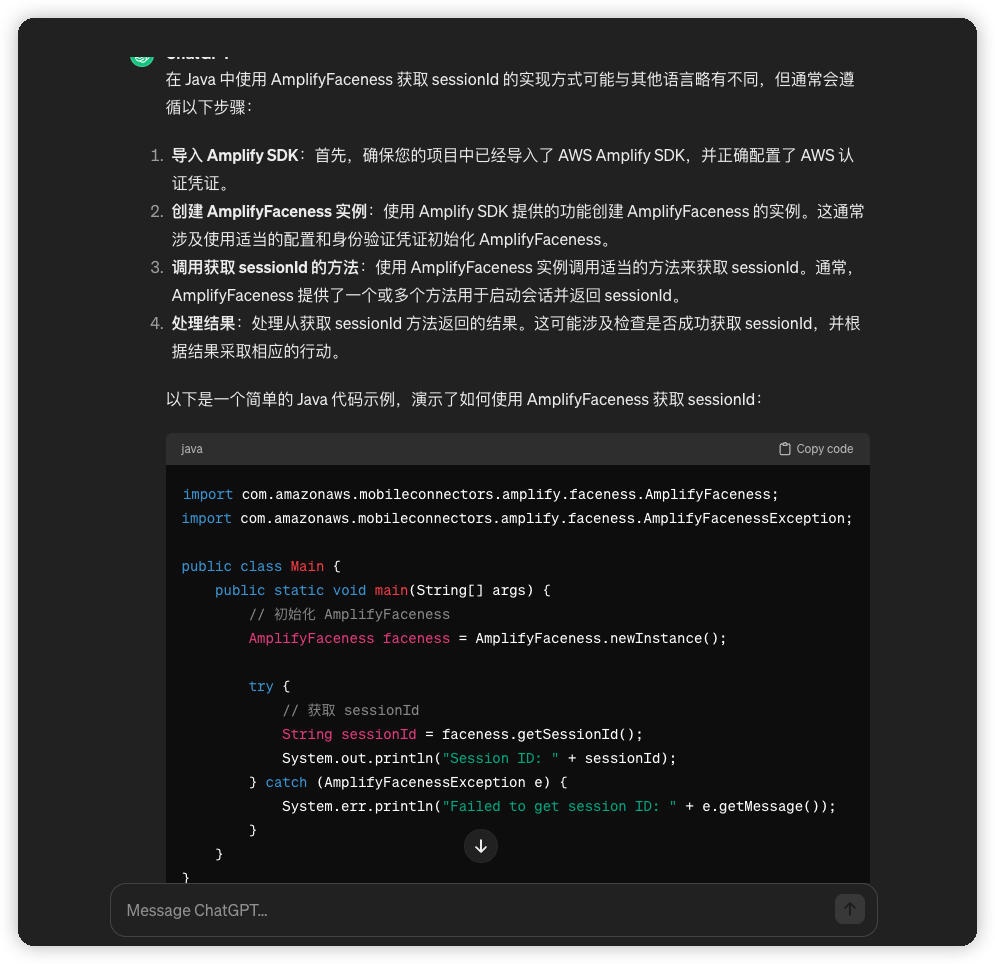 在 Java 中使用 AmplifyFaceness 获取 sessionId 的实现方式可能与其他语言略有不同，但通常会遵
循以下步骤：
1. 导入 Amplify SDK：首先，确保您的项目中已经导入了 AWS Amplify SDK，并正确配置了 AWS 认
证凭证。
2. 创建 AmplifyFaceness 实例：使用 Amplify SDK 提供的功能创建 AmplifyFaceness 的实例。这通常
涉及使用适当的配置和身份验证凭证初始化 AmplifyFaceness。
3. 调用获取 sessionId 的方法：使用 AmplifyFaceness 实例调用适当的方法来获取 sessionId。通常，
AmplifyFaceness 提供了一个或多个方法用于启动会话并返回 sessionId。
4. 处理结果：处理从获取 sessionId 方法返回的结果。这可能涉及检查是否成功获取 sessionId，并根
据结果采取相应的行动。
以下是一个简单的 Java 代码示例，演示了如何使用 AmplifyFaceness 获取 sessionId：
java Copy code
import com.amazonaws.mobileconnectors.amplify.faceness.AmplifyFaceness;
import com.amazonaws.mobileconnectors.amplify.faceness.AmplifyFacenessException;
public class Main {
public static void main(String[] args) {
// 初始化 AmplifyFaceness
AmplifyFaceness faceness = AmplifyFaceness.newInstance();
try {
// 获取 sessionId
String sessionId = faceness.getSessionId();
System.out.println("Session ID: " + sessionId);
} catch (AmplifyFacenessException e) {
System.err.println("Failed to get session ID: " + e.getMessage());
}
}
}
Message ChatGPT...